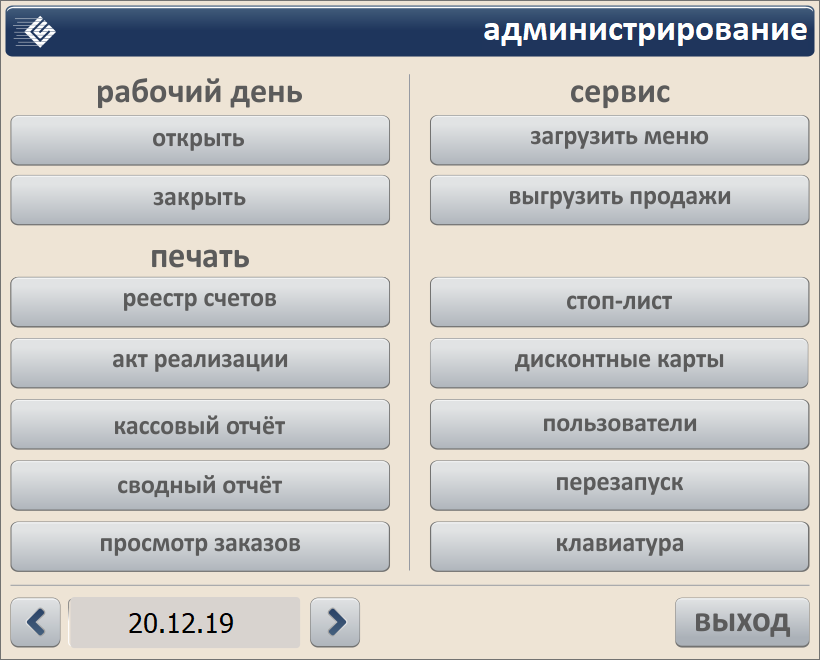 администрирование
рабочий день
открыть
закрыть
печать
реестр счетов
акт реализации
кассовый отчёт
сводный отчёт
просмотр заказов
сервис
загрузить меню
выгрузить продажи
стоп-лист
дисконтные карты
пользователи
перезапуск
клавиатура
20.12.19
выход